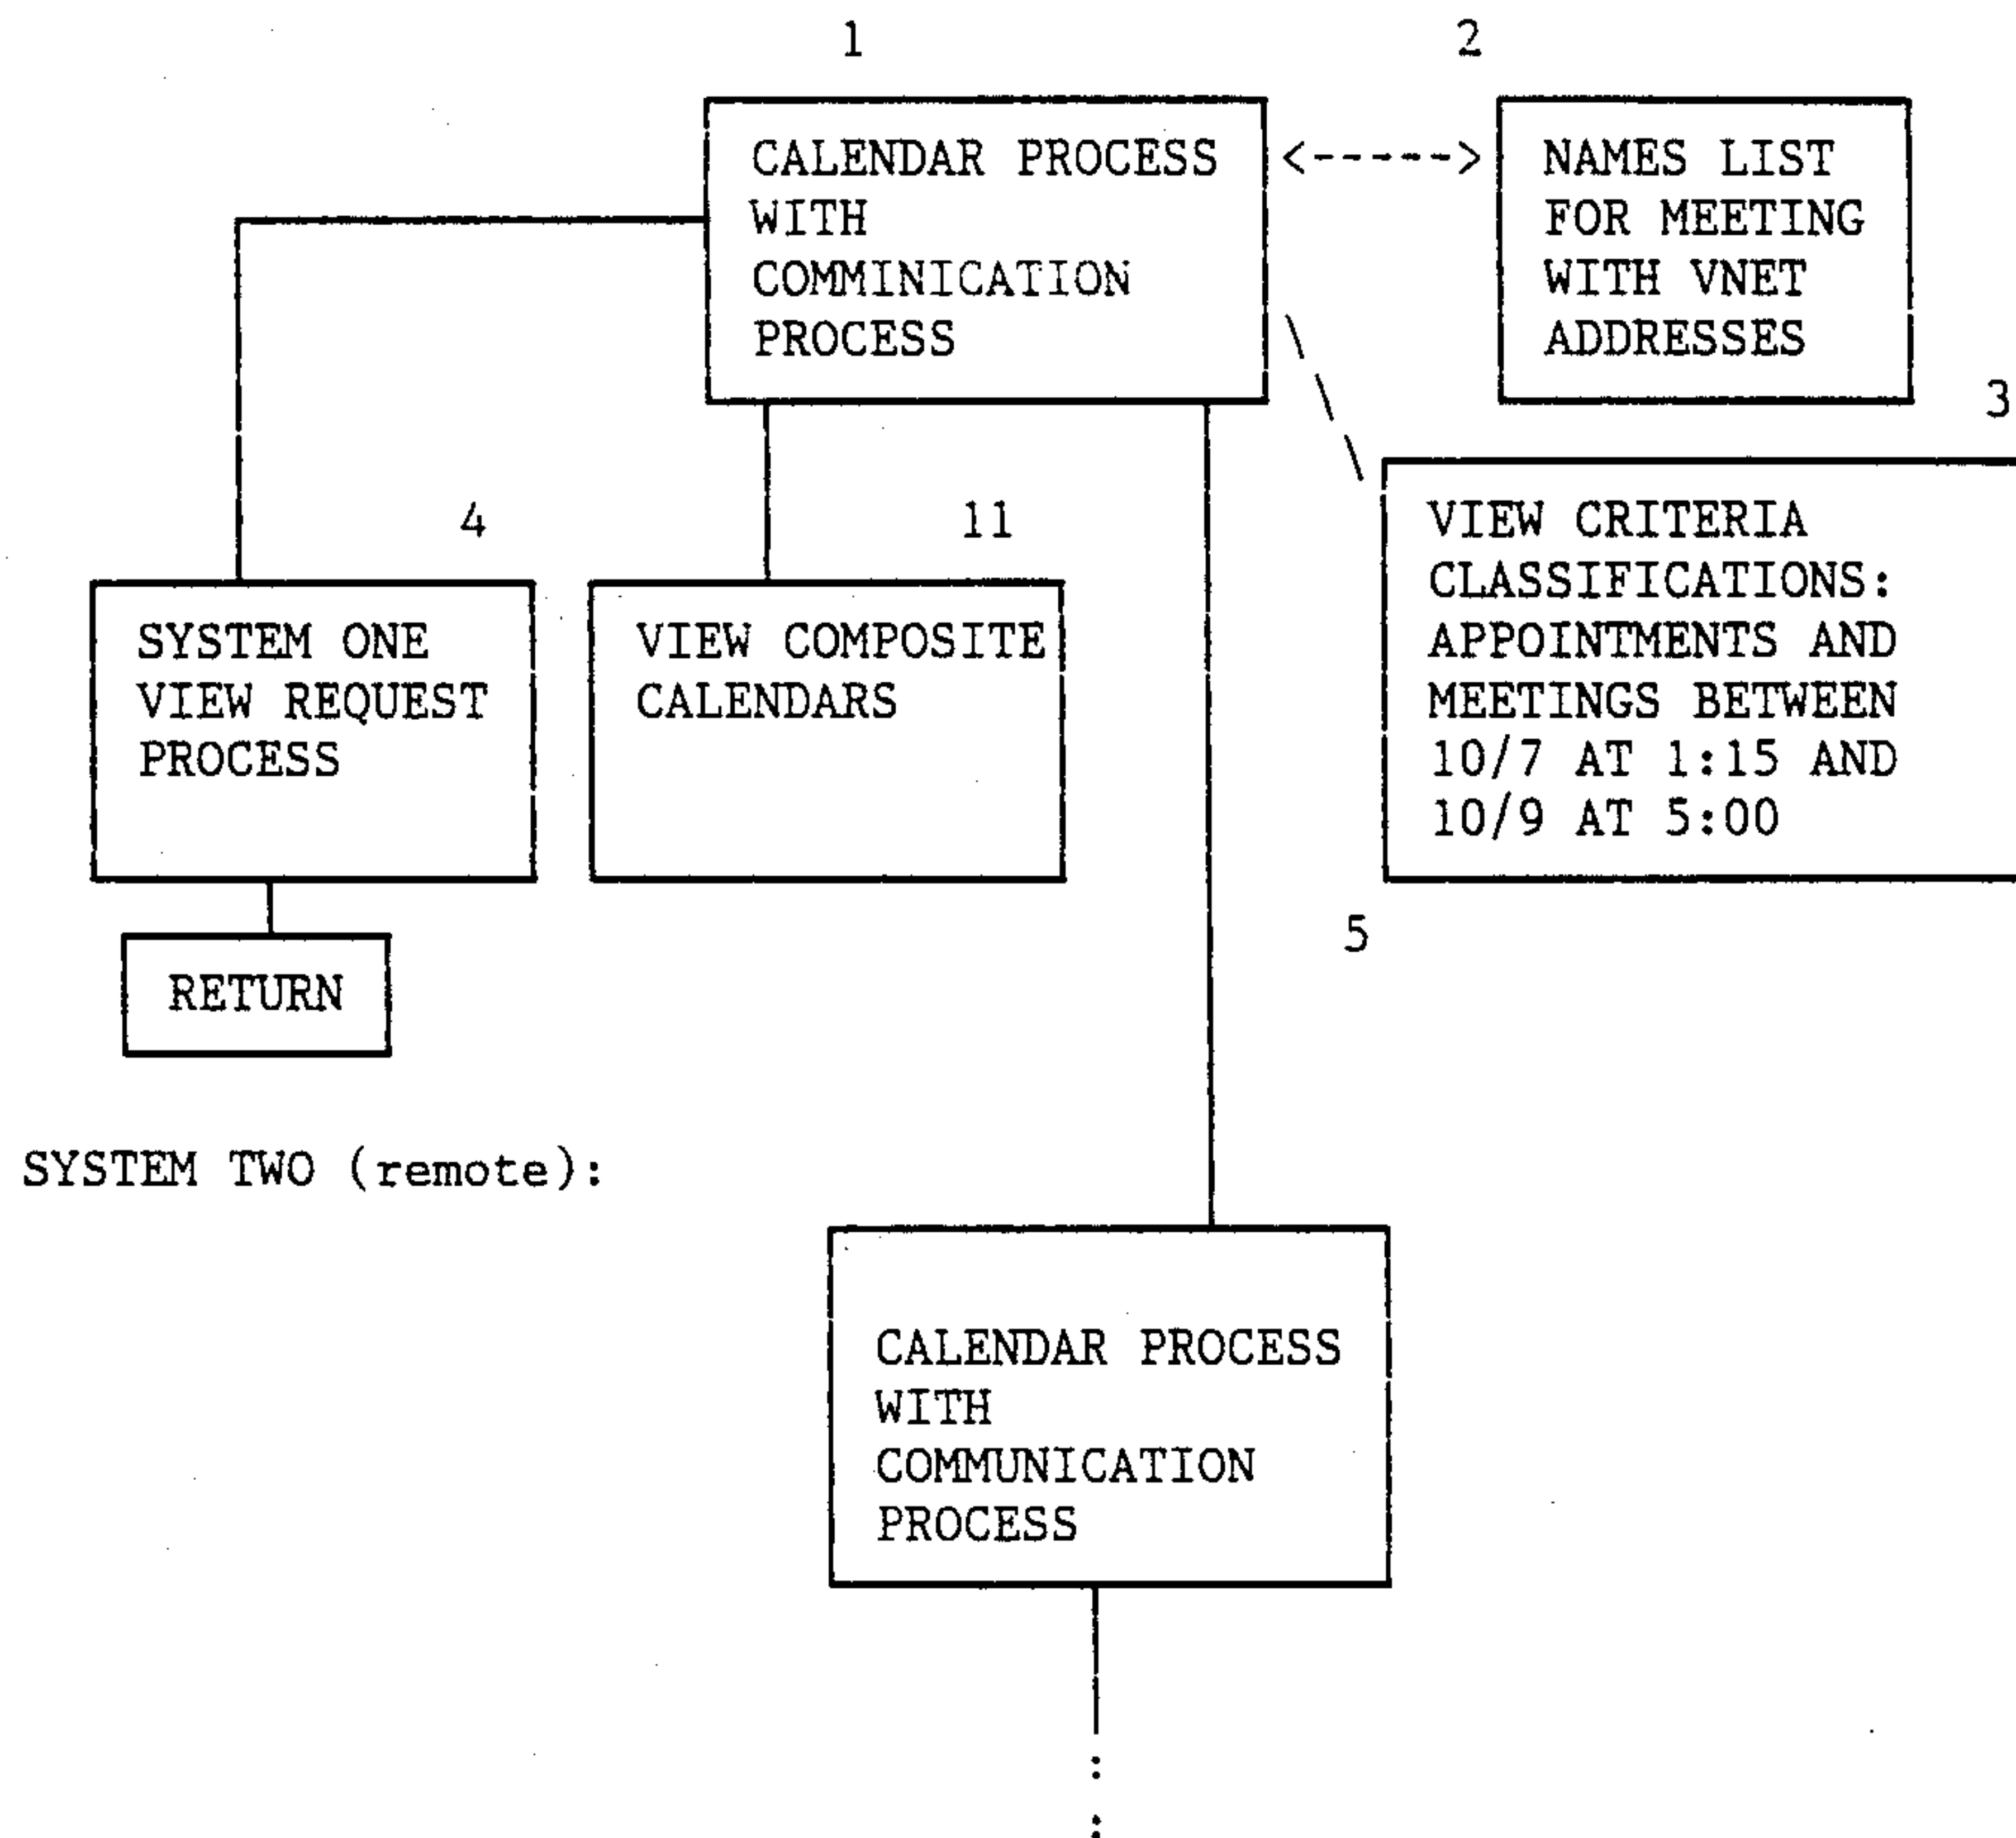 1
2
CALENDAR PROCESS
WITH
COMMINICATION
PROCESS
<----->
NAMES LIST
FOR MEETING
WITH VNET
ADDRESSES
3
VIEW CRITERIA
CLASSIFICATIONS:
APPOINTMENTS AND
MEETINGS BETWEEN
10/7 AT 1:15 AND
10/9 AT 5:00
4
SYSTEM ONE
VIEW REQUEST
PROCESS
11
VIEW COMPOSITE
CALENDARS
RETURN
5
SYSTEM TWO (remote):
CALENDAR PROCESS
WITH
COMMUNICATION
PROCESS
:
: